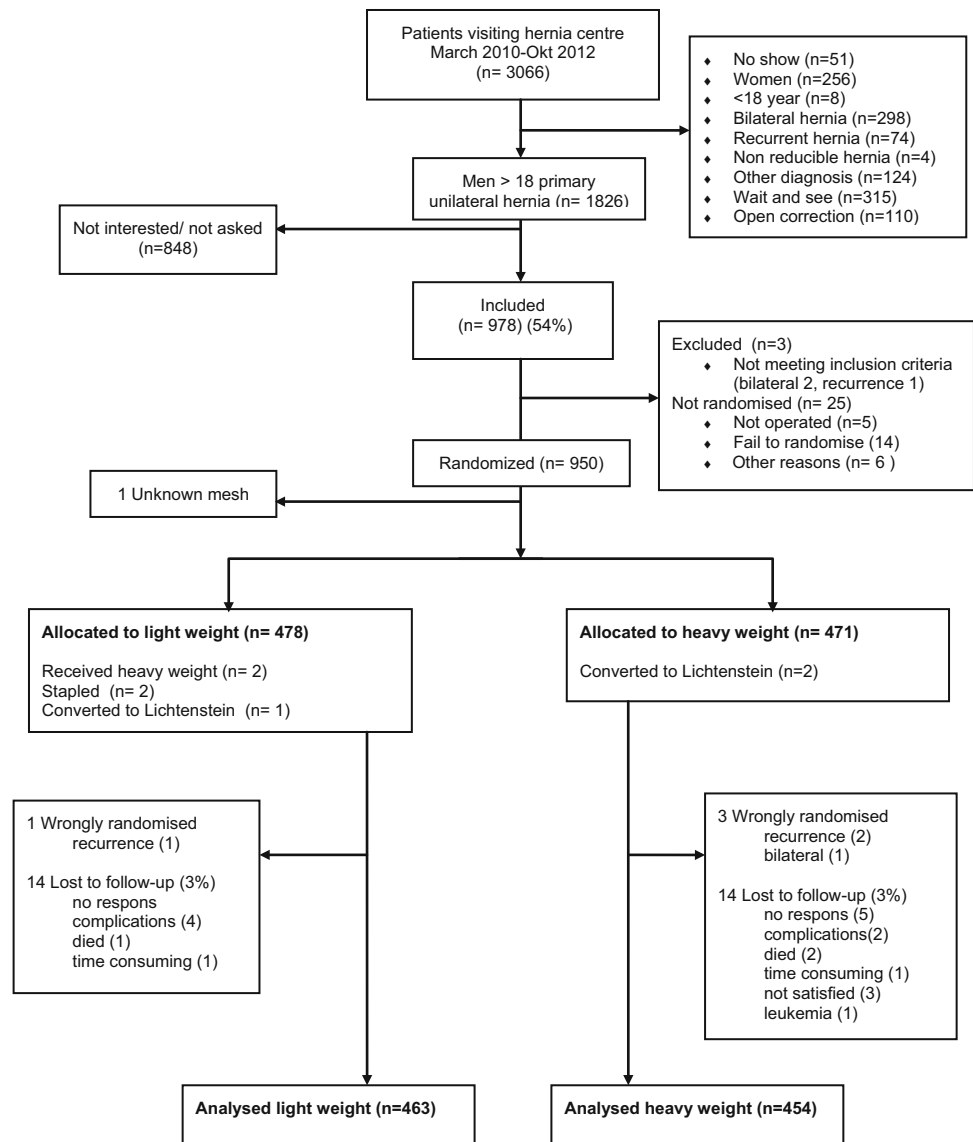 Patients visiting hernia centre
March 2010-Okt 2012
(n= 3066)
♦ No show (n=51)
♦ Women (n=256)
♦ <18 year (n=8)
♦ Bilateral hernia (n=298)
♦ Recurrent hernia (n=74)
♦ Non reducible hernia (n=4)
♦ Other diagnosis (n=124)
♦ Wait and see (n=315)
♦ Open correction (n=110)
Men > 18 primary
unilateral hernia (n= 1826)
Not interested/ not asked
(n=848)
Included
(n= 978) (54%)
Excluded (n=3)
♦ Not meeting inclusion criteria
(bilateral 2, recurrence 1)
Not randomised (n= 25)
♦ Not operated (n=5)
♦ Fail to randomise (14)
♦ Other reasons (n= 6 )
Randomized (n= 950)
1 Unknown mesh
Allocated to light weight (n= 478)
Received heavy weight (n= 2)
Stapled (n= 2)
Converted to Lichtenstein (n= 1)
Allocated to heavy weight (n= 471)
Converted to Lichtenstein (n=2)
1 Wrongly randomised
recurrence (1)
14 Lost to follow-up (3%)
no respons
complications (4)
died (1)
time consuming (1)
3 Wrongly randomised
recurrence (2)
bilateral (1)
14 Lost to follow-up (3%)
no respons (5)
complications(2)
died (2)
time consuming (1)
not satisfied (3)
leukemia (1)
Analysed light weight (n=463)
Analysed heavy weight (n=454)